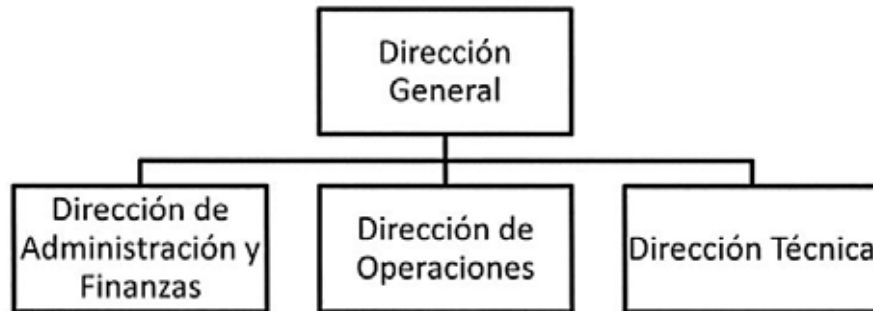 Dirección
General
Dirección de
Administración y
Finanzas
Dirección de
Operaciones
Dirección Técnica